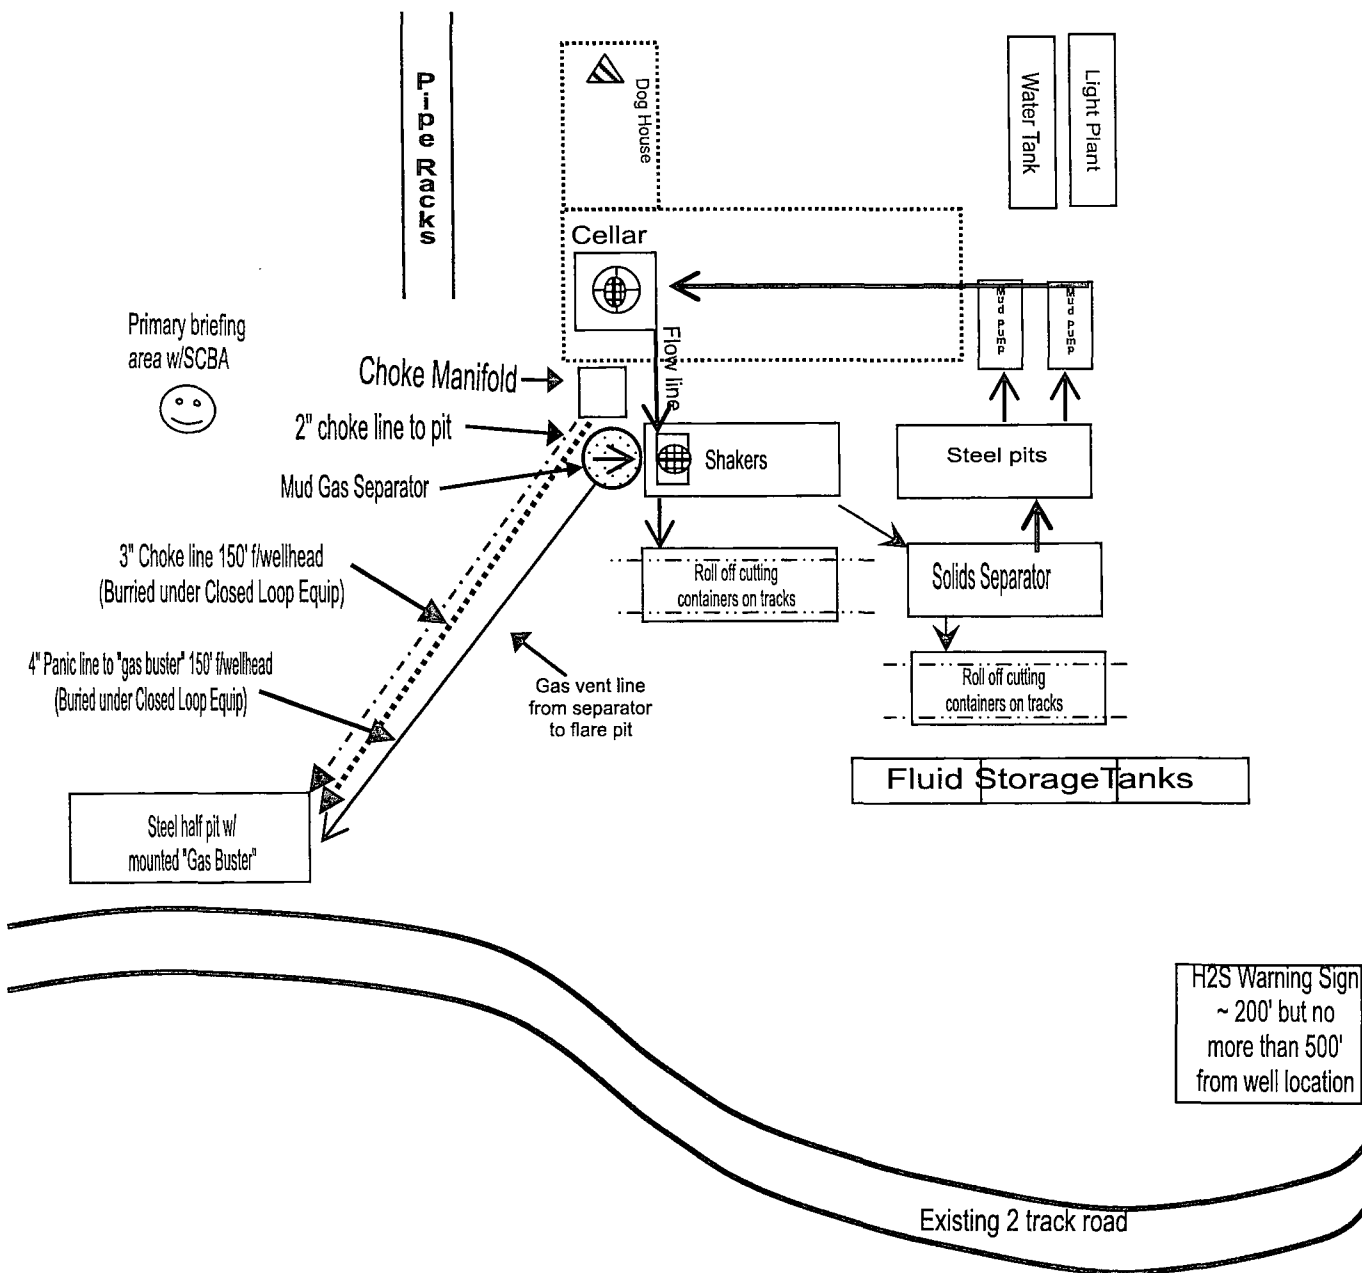 Pipe Racks
Dog House
Water Tank
Light Plant
Cellar
Mud pump
Mud pump
Flow line
Primary briefing
area w/SCBA
Choke Manifold
2" choke line to pit
Mud Gas Separator
Shakers
Steel pits
3" Choke line 150' f/wellhead
(Burried under Closed Loop Equip)
Roll off cutting
containers on tracks
Solids Separator
4" Panic line to "gas buster" 150' f/wellhead
(Buried under Closed Loop Equip)
Gas vent line
from separator
to flare pit
Roll off cutting
containers on tracks
Fluid StorageTanks
Steel half pit w/
mounted "Gas Buster"
H2S Warning Sign
~ 200' but no
more than 500'
from well location
Existing 2 track road